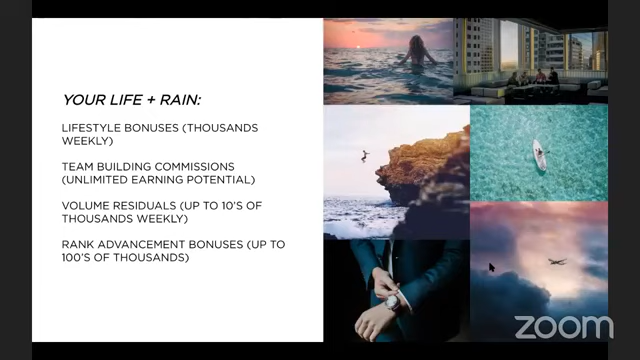 YOUR LIFE + RAIN:
LIFESTYLE BONUSES (THOUSANDS
WEEKLY)
TEAM BUILDING COMMISSIONS
(UNLIMITED EARNING POTENTIAL)
VOLUME RESIDUALS (UP TO 10'S OF
THOUSANDS WEEKLY)
RANK ADVANCEMENT BONUSES (UP TO
100'S OF THOUSANDS)
zoom